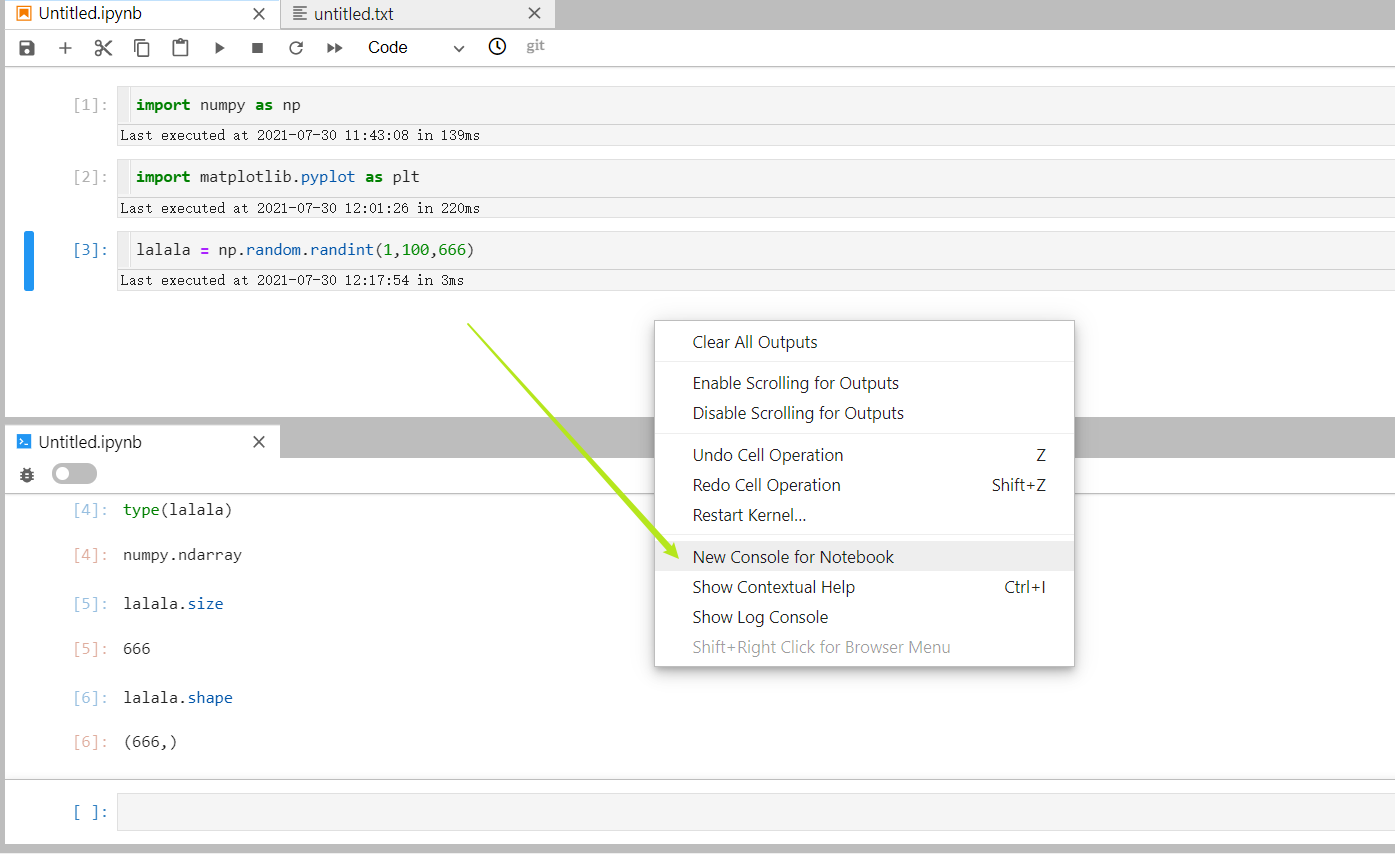 Untitled.ipynb
untitled.txt
Code
git
[1]: import numpy as np
Last executed at 2021-07-30 11:43:08 in 139ms
[2]: import matplotlib.pyplot as plt
Last executed at 2021-07-30 12:01:26 in 220ms
[3]: lalala = np.random.randint(1,100,666)
Last executed at 2021-07-30 12:17:54 in 3ms
Clear All Outputs
Enable Scrolling for Outputs
Disable Scrolling for Outputs
Undo Cell Operation Z
Redo Cell Operation Shift+Z
Restart Kernel...
New Console for Notebook
Show Contextual Help Ctrl+I
Show Log Console
Shift+Right Click for Browser Menu
Untitled.ipynb
[4]: type(lalala)
[4]: numpy.ndarray
[5]: lalala.size
[5]: 666
[6]: lalala.shape
[6]: (666,)
[ ]: